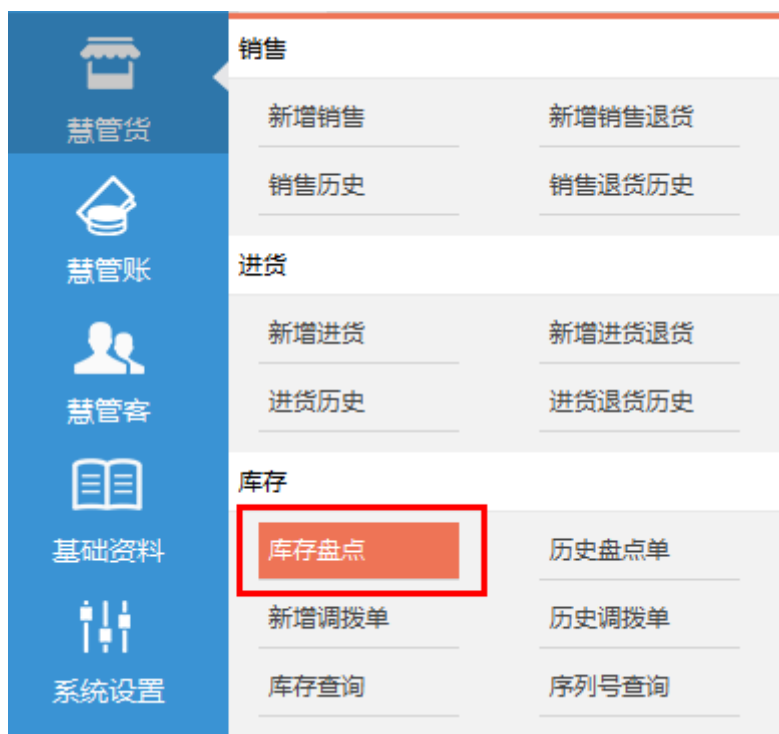 慧管货
慧管账
慧管客
基础资料
系统设置
销售
新增销售 新增销售退货
销售历史 销售退货历史
进货
新增进货 新增进货退货
进货历史 进货退货历史
库存
库存盘点 历史盘点单
新增调拨单 历史调拨单
库存查询 序列号查询